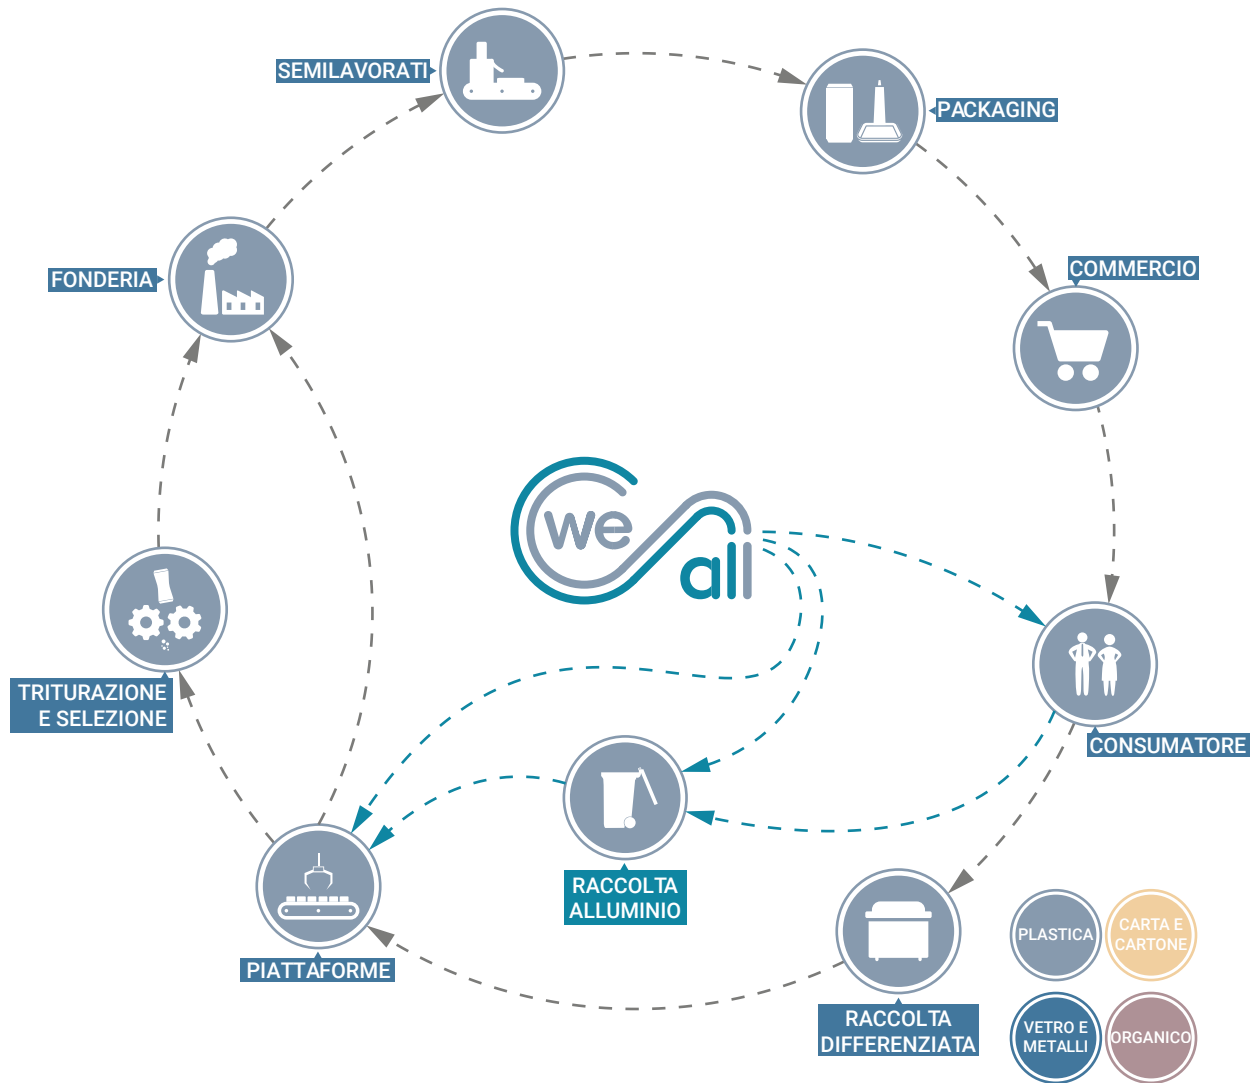 SEMILAVORATI
PACKAGING
COMMERCIO
FONDERIA
we
all
TRITURAZIONE
E SELEZIONE
CONSUMATORE
RACCOLTA
ALLUMINIO
PIATTAFORME
RACCOLTA
DIFFERENZIATA
PLASTICA
CARTA E
CARTONE
VETRO E
METALLI
ORGANICO